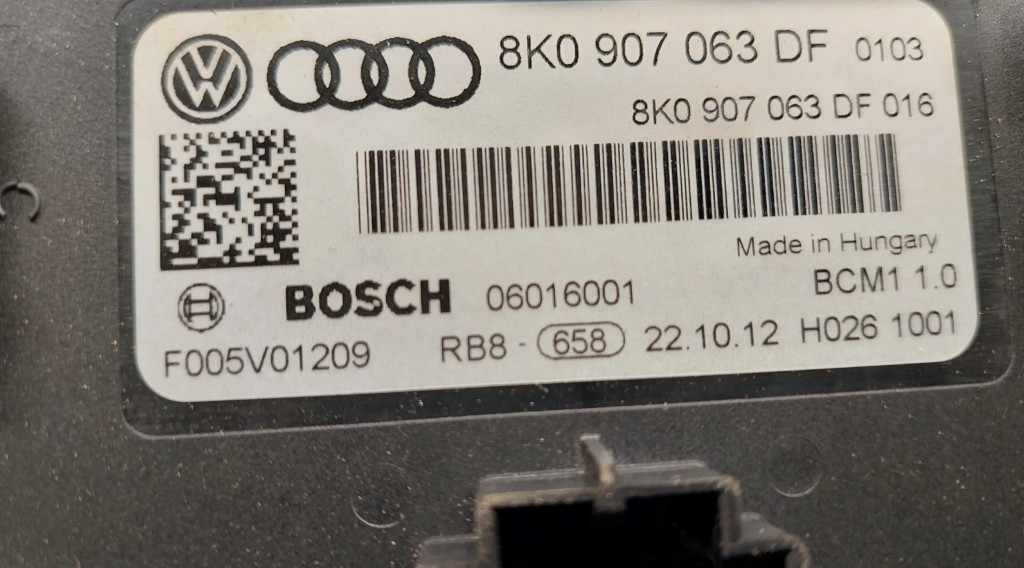 8K0 907 063 DF 0103
8K0 907 063 DF 016
Made in Hungary
BOSCH 06016001 BCM1 1.0
F005V01209 RB8 - 658 22.10.12 H026 1001